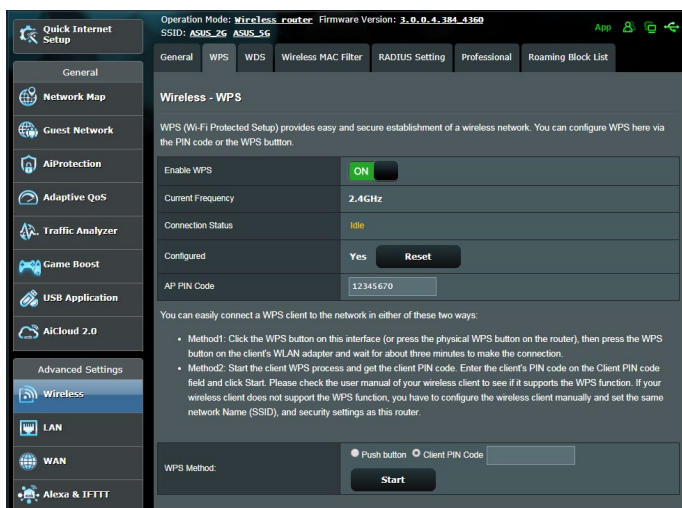 Quick Internet
Setup
General
Network Map
Guest Network
AiProtection
Adaptive QoS
Traffic Analyzer
Game Boost
USB Application
AiCloud 2.0
Advanced Settings
Wireless
LAN
WAN
Alexa & IFTTT
Operation Mode: Wireless router Firmware Version: 3.0.0.4.384_4360
SSID: ASUS_2G ASUS_5G
App
General WPS WDS Wireless MAC Filter RADIUS Setting Professional Roaming Block List
Wireless - WPS
WPS (Wi-Fi Protected Setup) provides easy and secure establishment of a wireless network. You can configure WPS here via
the PIN code or the WPS buttton.
Enable WPS ON
Current Frequency 2.4GHz
Connection Status Idle
Configured Yes Reset
AP PIN Code 12345670
You can easily connect a WPS client to the network in either of these two ways:
• Method1: Click the WPS button on this interface (or press the physical WPS button on the router), then press the WPS
button on the client's WLAN adapter and wait for about three minutes to make the connection.
• Method2: Start the client WPS process and get the client PIN code. Enter the client's PIN code on the Client PIN code
field and click Start. Please check the user manual of your wireless client to see if it supports the WPS function. If your
wireless client does not support the WPS function, you have to configure the wireless client manually and set the same
network Name (SSID), and security settings as this router.
WPS Method: Push button Client PIN Code
Start